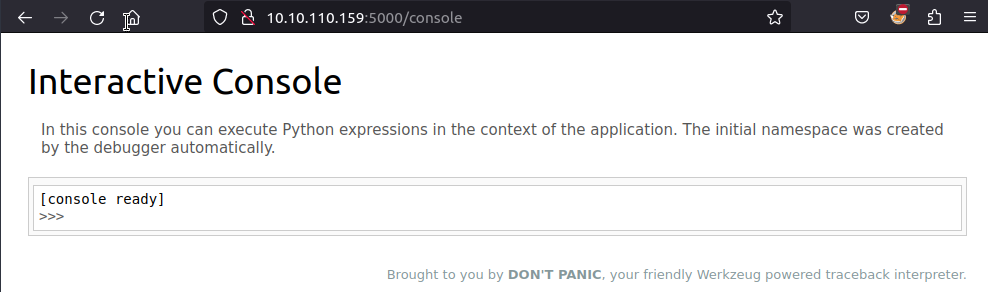 10.10.110.159:5000/console
Interactive Console
In this console you can execute Python expressions in the context of the application. The initial namespace was created
by the debugger automatically.
[console ready]
>>>
Brought to you by DON'T PANIC, your friendly Werkzeug powered traceback interpreter.